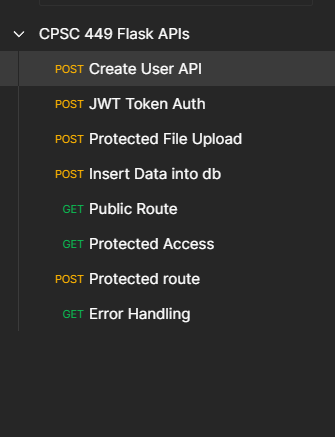 CPSC 449 Flask APIs
POST Create User API
POST JWT Token Auth
POST Protected File Upload
POST Insert Data into db
GET Public Route
GET Protected Access
POST Protected route
GET Error Handling